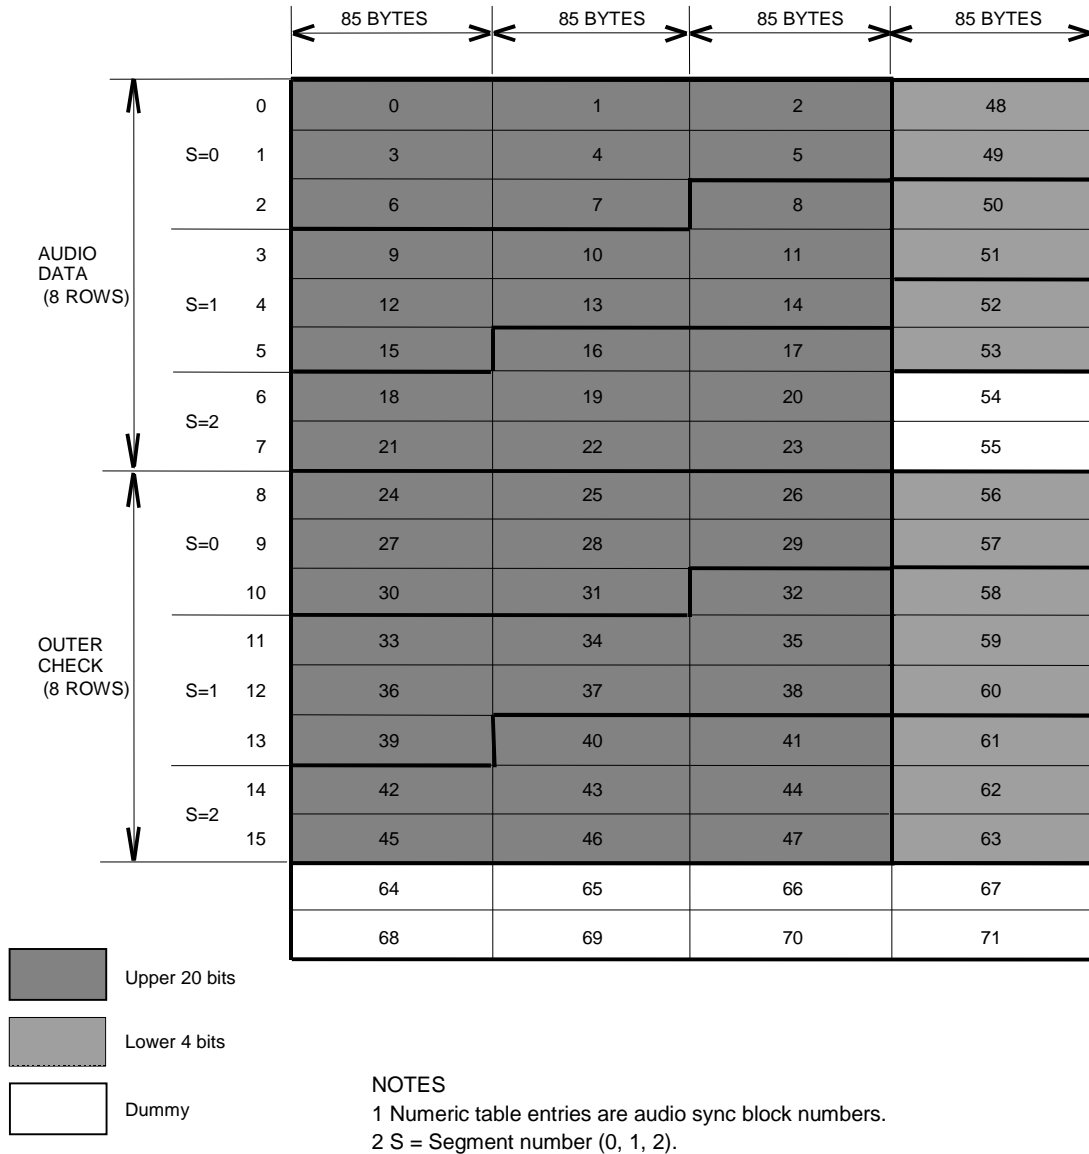 85 BYTES 85 BYTES 85 BYTES 85 BYTES
0 0 1 2 48
S=0 1 3 4 5 49
2 6 7 8 50
AUDIO
DATA
(8 ROWS)
3 9 10 11 51
S=1 4 12 13 14 52
5 15 16 17 53
6 18 19 20 54
S=2
7 21 22 23 55
8 24 25 26 56
S=0 9 27 28 29 57
10 30 31 32 58
OUTER
CHECK
(8 ROWS)
11 33 34 35 59
S=1 12 36 37 38 60
13 39 40 41 61
14 42 43 44 62
S=2
15 45 46 47 63
64 65 66 67
68 69 70 71
Upper 20 bits
Lower 4 bits
Dummy
NOTES
1 Numeric table entries are audio sync block numbers.
2 S = Segment number (0, 1, 2).